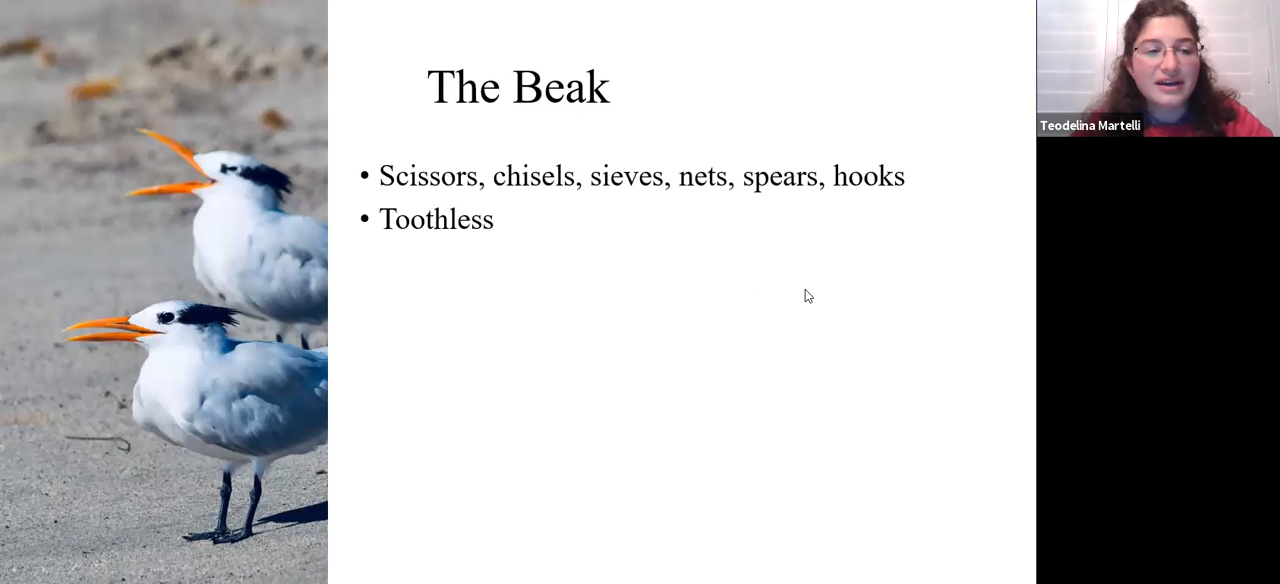 The Beak
• Scissors, chisels, sieves, nets, spears, hooks
• Toothless
Teodelina Martelli